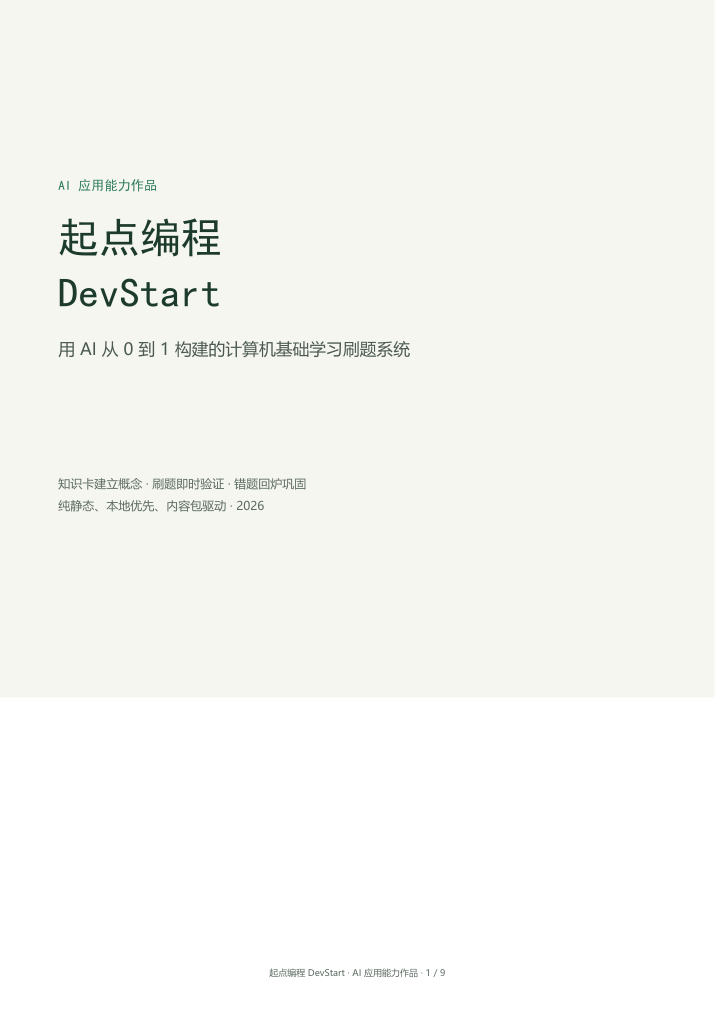 AI 应用能力作品
起点编程
DevStart
用 AI 从 0 到 1 构建的计算机基础学习刷题系统
知识卡建立概念 · 刷题即时验证 · 错题回炉巩固
纯静态、本地优先、内容包驱动 · 2026
起点编程 DevStart · AI 应用能力作品 · 1 / 9